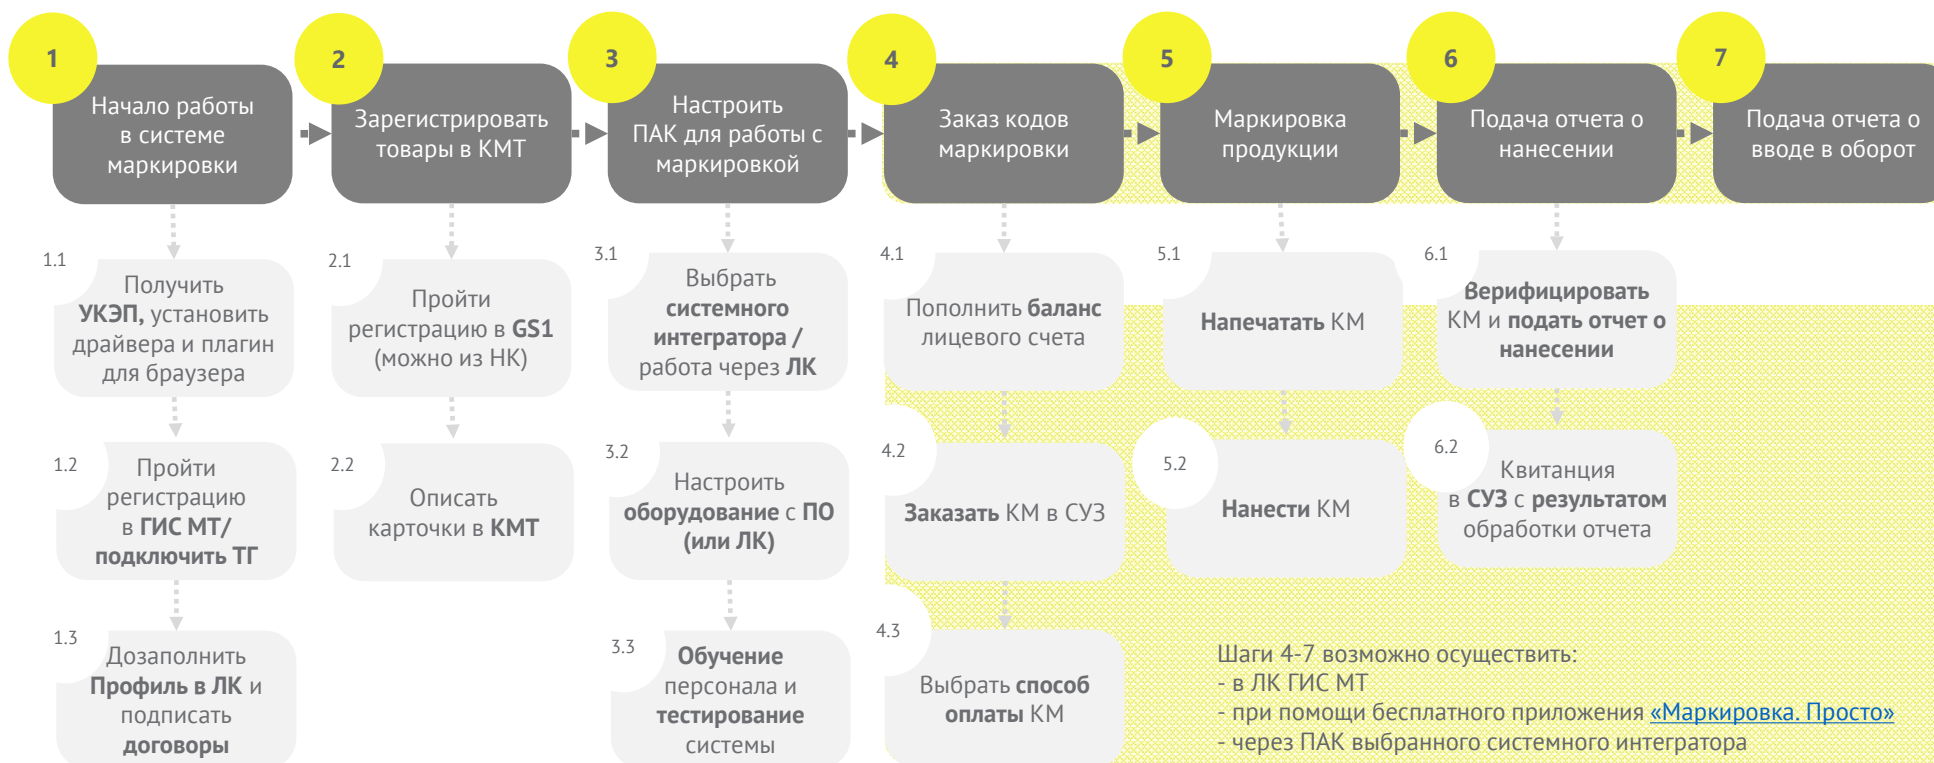 1
Начало работы
в системе
маркировки
2
Зарегистрировать
товары в КМТ
3
Настроить
ПАК для работы с
маркировкой
4
Заказ кодов
маркировки
5
Маркировка
продукции
6
Подача отчета о
нанесении
7
Подача отчета о
вводе в оборот
1.1
Получить
УКЭП, установить
драйвера и плагин
для браузера
1.2
Пройти
регистрацию
в ГИС МТ/
подключить ТГ
1.3
Дозаполнить
Профиль в ЛК и
подписать
договоры
2.1
Пройти
регистрацию в GS1
(можно из НК)
2.2
Описать
карточки в КМТ
3.1
Выбрать
системного
интегратора /
работа через ЛК
3.2
Настроить
оборудование с ПО
(или ЛК)
3.3
Обучение
персонала и
тестирование
системы
4.1
Пополнить баланс
лицевого счета
4.2
Заказать КМ в СУЗ
4.3
Выбрать способ
оплаты КМ
5.1
Напечатать КМ
5.2
Нанести КМ
6.1
Верифицировать
КМ и подать отчет о
нанесении
6.2
Квитанция
в СУЗ с результатом
обработки отчета
Шаги 4-7 возможно осуществить:
- в ЛК ГИС МТ
- при помощи бесплатного приложения «Маркировка. Просто»
- через ПАК выбранного системного интегратора